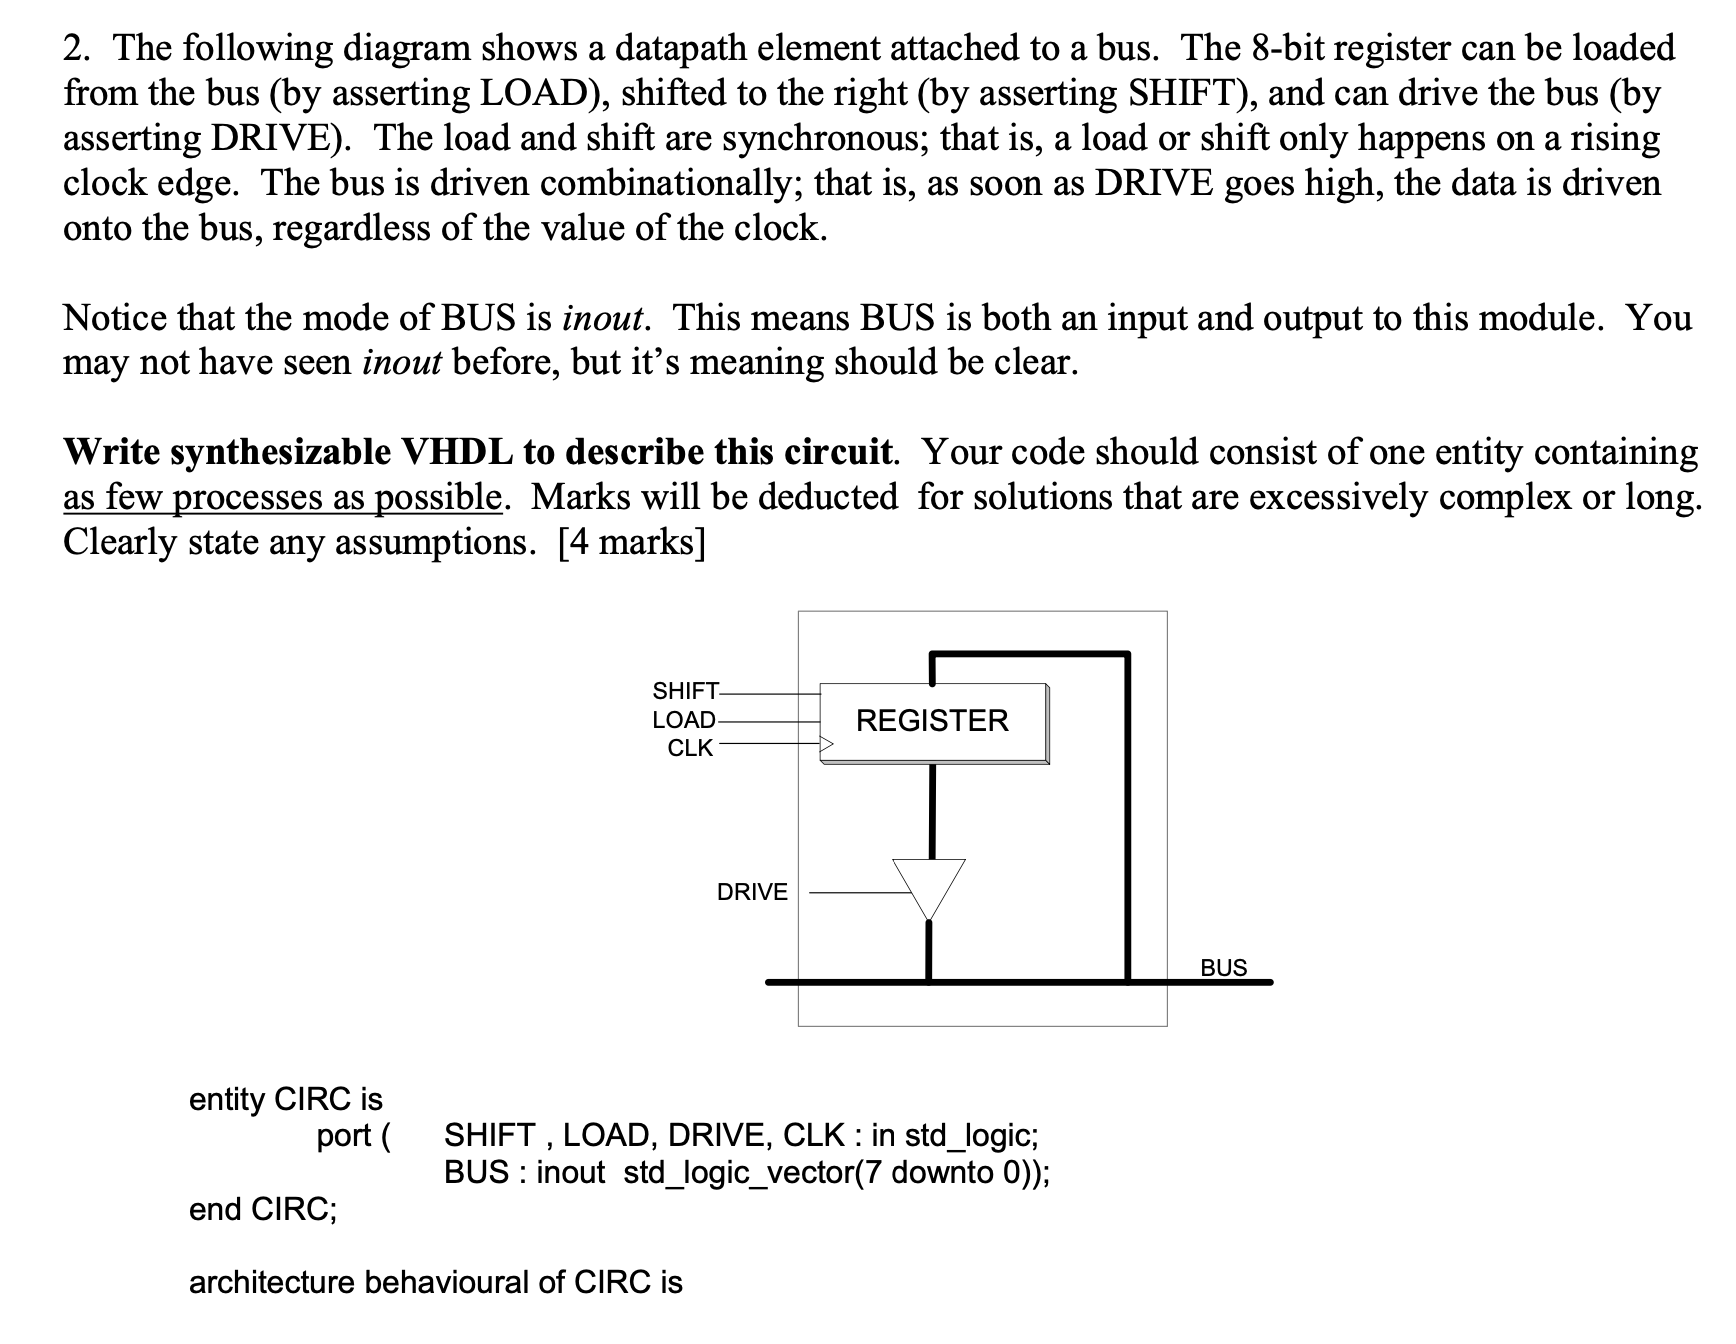 2.  The following diagram shows a datapath element attached to a bus.  The 8-bit register can be loaded
from the bus (by asserting LOAD), shifted to the right (by asserting SHIFT), and can drive the bus (by
asserting DRIVE).  The load and shift are synchronous; that is, a load or shift only happens on a rising
clock edge.  The bus is driven combinationally; that is, as soon as DRIVE goes high, the data is driven
onto the bus, regardless of the value of the clock.
Notice that the mode of BUS is inout.  This means BUS is both an input and output to this module.  You
may not have seen inout before, but it’s meaning should be clear.
Write synthesizable VHDL to describe this circuit.  Your code should consist of one entity containing
as few processes as possible.  Marks will be deducted  for solutions that are excessively complex or long.
Clearly state any assumptions.  [4 marks]
SHIFT
LOAD
REGISTER
CLK
DRIVE
BUS
entity CIRC is
port (    SHIFT , LOAD, DRIVE, CLK : in std_logic;
BUS : inout  std_logic_vector(7 downto 0));
end CIRC;
architecture behavioural of CIRC is